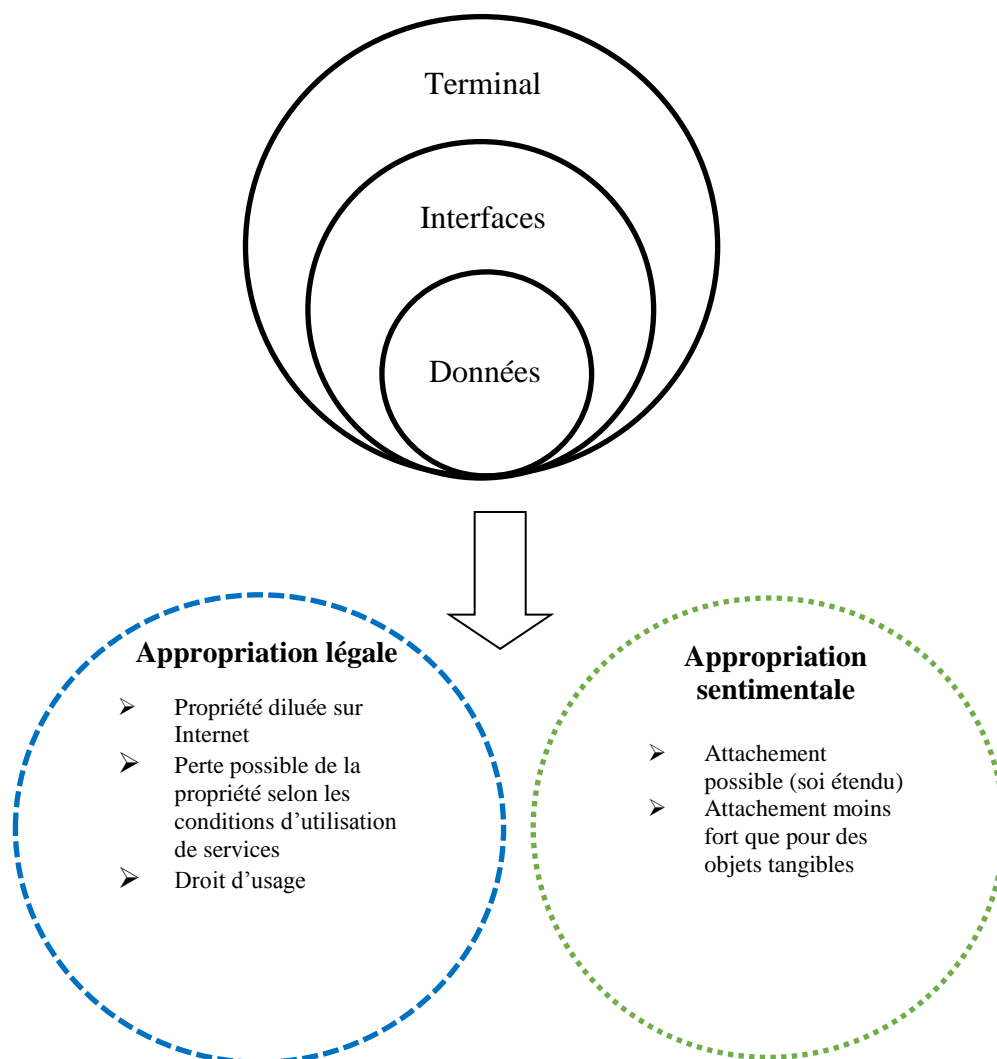 Terminal
Interfaces
Données
Appropriation légale
➢ Propriété diluée sur
Internet
➢ Perte possible de la
propriété selon les
conditions d’utilisation
de services
➢ Droit d’usage
Appropriation
sentimentale
➢ Attachement
possible (soi étendu)
➢ Attachement moins
fort que pour des
objets tangibles